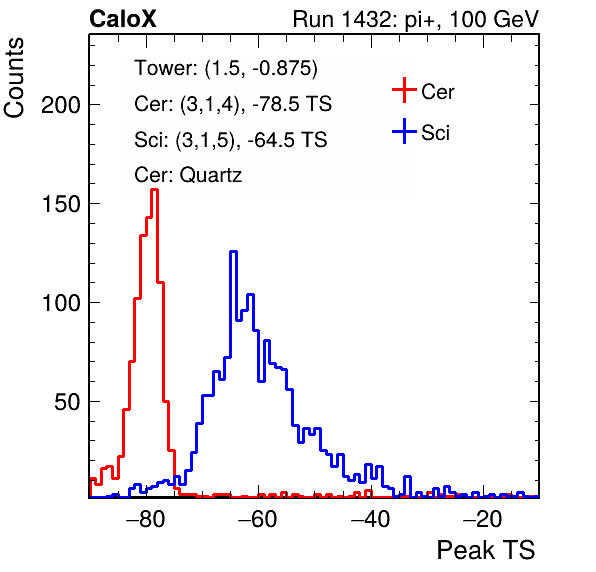 CaloX Run 1432: pi+, 100 GeV
Counts
Tower: (1.5, -0.875)
Cer: (3,1,4), -78.5 TS
Sci: (3,1,5), -64.5 TS
Cer: Quartz
Cer
Sci
200
150
100
50
−80 −60 −40 −20
Peak TS